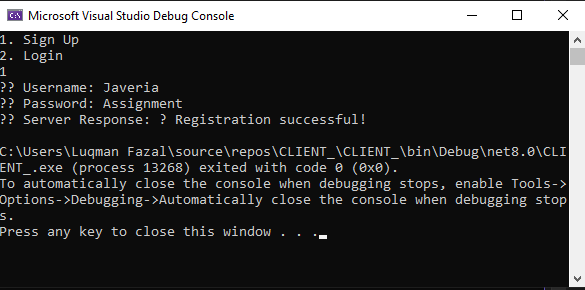 Microsoft Visual Studio Debug Console
1. Sign Up
2. Login
1
?? Username: Javeria
?? Password: Assignment
?? Server Response: ? Registration successful!
C:\Users\Luqman Fazal\source\repos\CLIENT_\CLIENT_\bin\Debug\net8.0\CLI
ENT_.exe (process 13268) exited with code 0 (0x0).
To automatically close the console when debugging stops, enable Tools->
Options->Debugging->Automatically close the console when debugging stop
s.
Press any key to close this window . . .